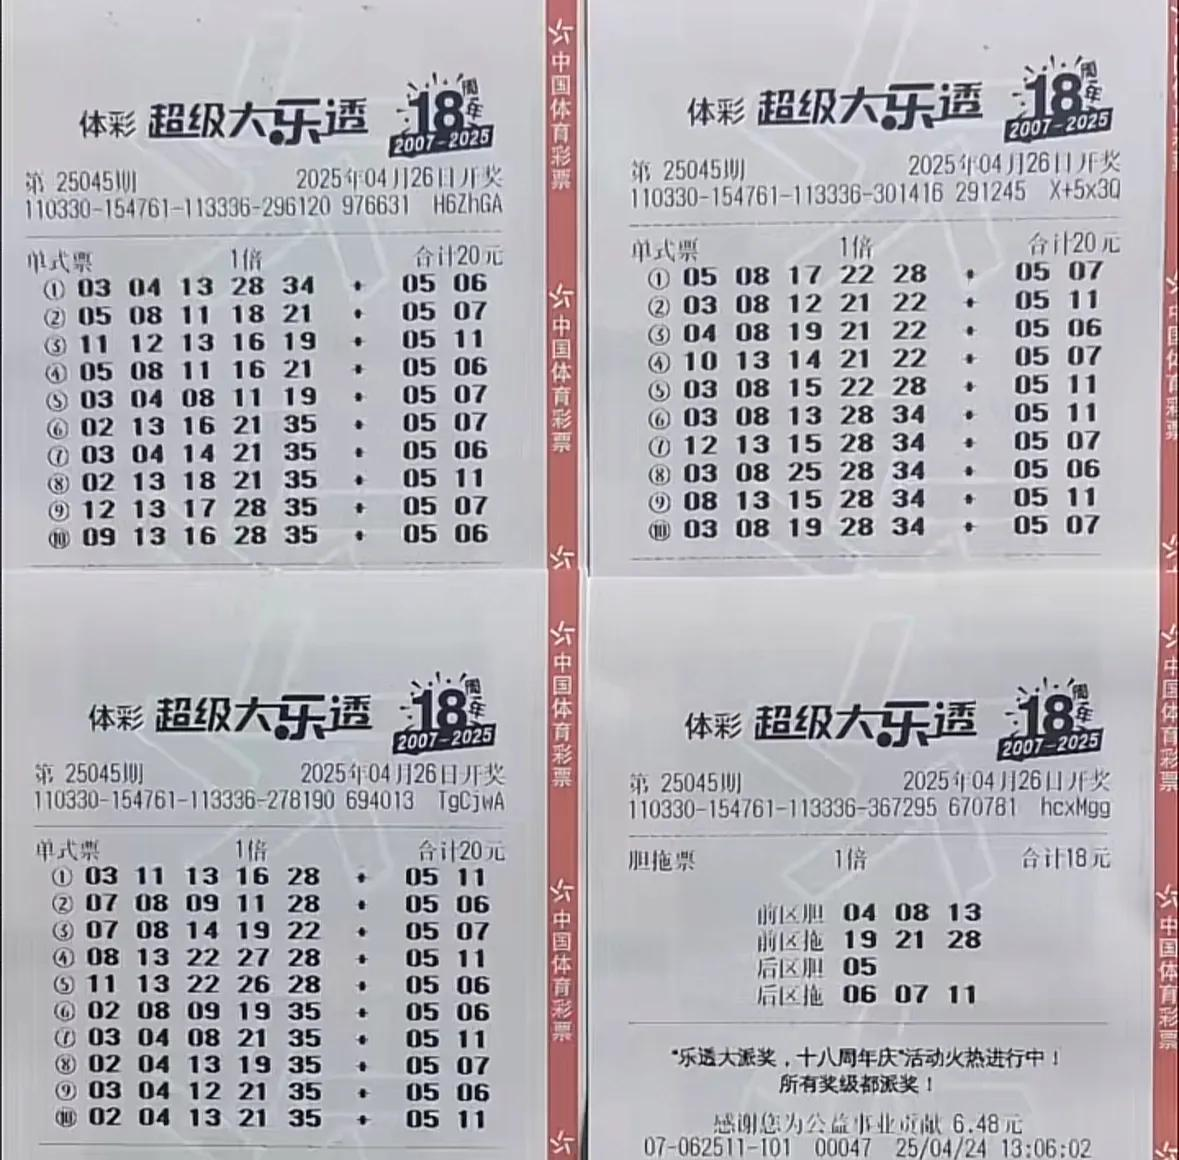 体彩 超级大乐透 18周年 2007-2025
第 25045期 2025年04月26日开奖
110330-154761-113336-296120 976631 H6ZhGA
单式票 1倍 合计20元
① 03 04 13 28 34 + 05 06
② 05 08 11 18 21 + 05 07
③ 11 12 13 16 19 + 05 11
④ 05 08 11 16 21 + 05 06
⑤ 03 04 08 11 19 + 05 07
⑥ 02 13 16 21 35 + 05 07
⑦ 03 04 14 21 35 + 05 06
⑧ 02 13 18 21 35 + 05 11
⑨ 12 13 17 28 35 + 05 07
⑩ 09 13 16 28 35 + 05 06
中国体育彩票
中国体育彩票
体彩 超级大乐透 18周年 2007-2025
第 25045期 2025年04月26日开奖
110330-154761-113336-301416 291245 X+5x3Q
单式票 1倍 合计20元
① 05 08 17 22 28 + 05 07
② 03 08 12 21 22 + 05 11
③ 04 08 19 21 22 + 05 06
④ 10 13 14 21 22 + 05 07
⑤ 03 08 15 22 28 + 05 11
⑥ 03 08 13 28 34 + 05 11
⑦ 12 13 15 28 34 + 05 07
⑧ 03 08 25 28 34 + 05 06
⑨ 08 13 15 28 34 + 05 11
⑩ 03 08 19 28 34 + 05 07
中国体育彩票
体彩 超级大乐透 18周年 2007-2025
第 25045期 2025年04月26日开奖
110330-154761-113336-278190 694013 TgCjwA
单式票 1倍 合计20元
① 03 11 13 16 28 + 05 11
② 07 08 09 11 28 + 05 06
③ 07 08 14 19 22 + 05 07
④ 08 13 22 27 28 + 05 11
⑤ 11 13 22 26 28 + 05 06
⑥ 02 08 09 19 35 + 05 06
⑦ 03 04 08 21 35 + 05 11
⑧ 02 04 13 19 35 + 05 07
⑨ 03 04 12 21 35 + 05 06
⑩ 02 04 13 21 35 + 05 11
中国体育彩票
中国体育彩票
体彩 超级大乐透 18周年 2007-2025
第 25045期 2025年04月26日开奖
110330-154761-113336-367295 670781 hcxMgg
胆拖票 1倍 合计18元
前区胆 04 08 13
前区拖 19 21 28
后区胆 05
后区拖 06 07 11
“乐透大派奖，十八周年庆”活动火热进行中！
所有奖级都派奖！
感谢您为公益事业贡献 6.48元
07-062511-101 00047 25/04/24 13:06:02
中国体育彩票
中国体育彩票